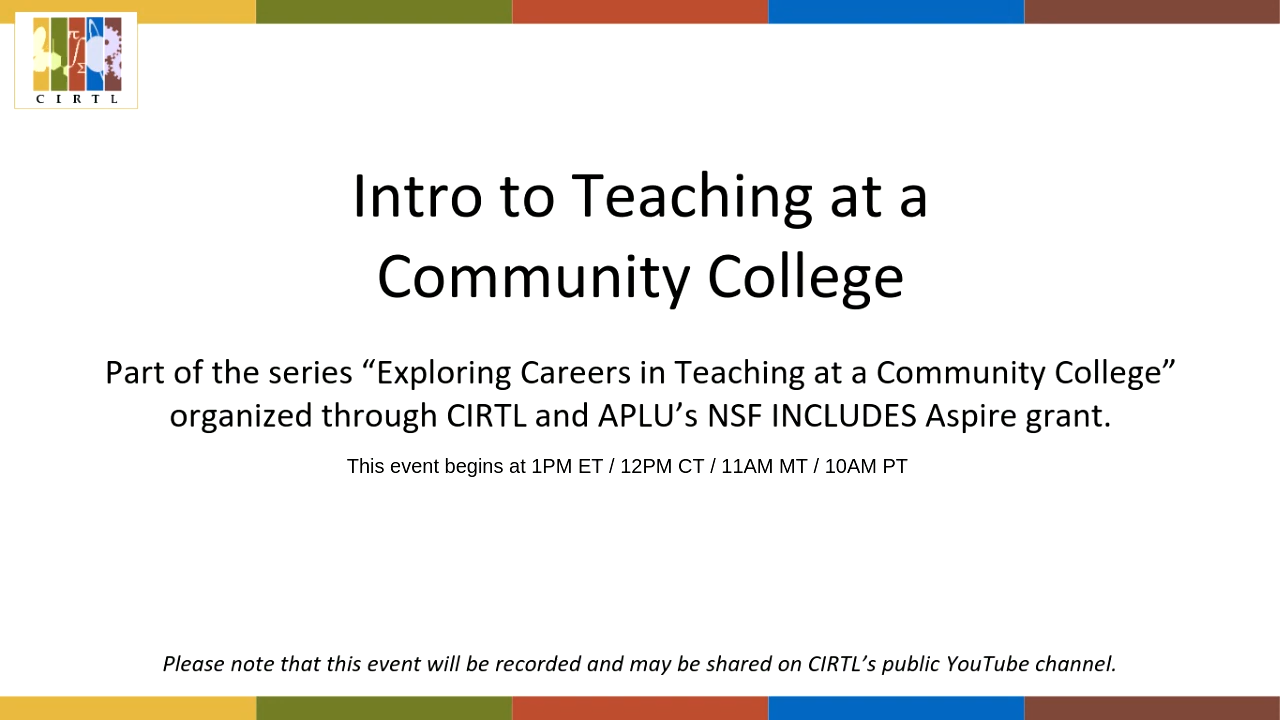 CIRTL
Intro to Teaching at a
Community College
Part of the series “Exploring Careers in Teaching at a Community College”
organized through CIRTL and APLU’s NSF INCLUDES Aspire grant.
This event begins at 1PM ET / 12PM CT / 11AM MT / 10AM PT
Please note that this event will be recorded and may be shared on CIRTL’s public YouTube channel.